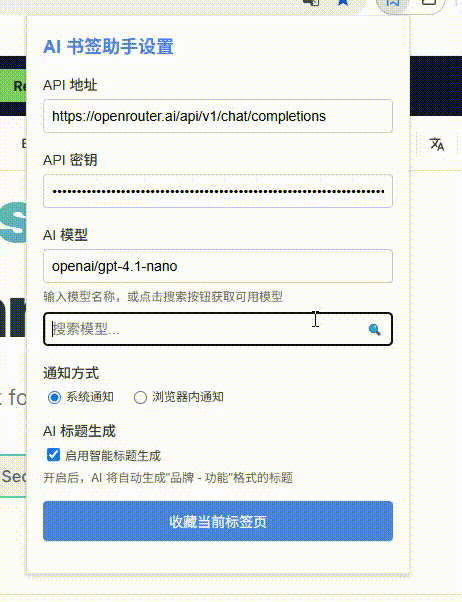 AI 书签助手设置
API 地址
https://openrouter.ai/api/v1/chat/completions
API 密钥
AI 模型
openai/gpt-4.1-nano
输入模型名称，或点击搜索按钮获取可用模型
搜索模型...
通知方式
系统通知 浏览器内通知
AI 标题生成
启用智能标题生成
开启后，AI 将自动生成"品牌 - 功能"格式的标题
收藏当前标签页